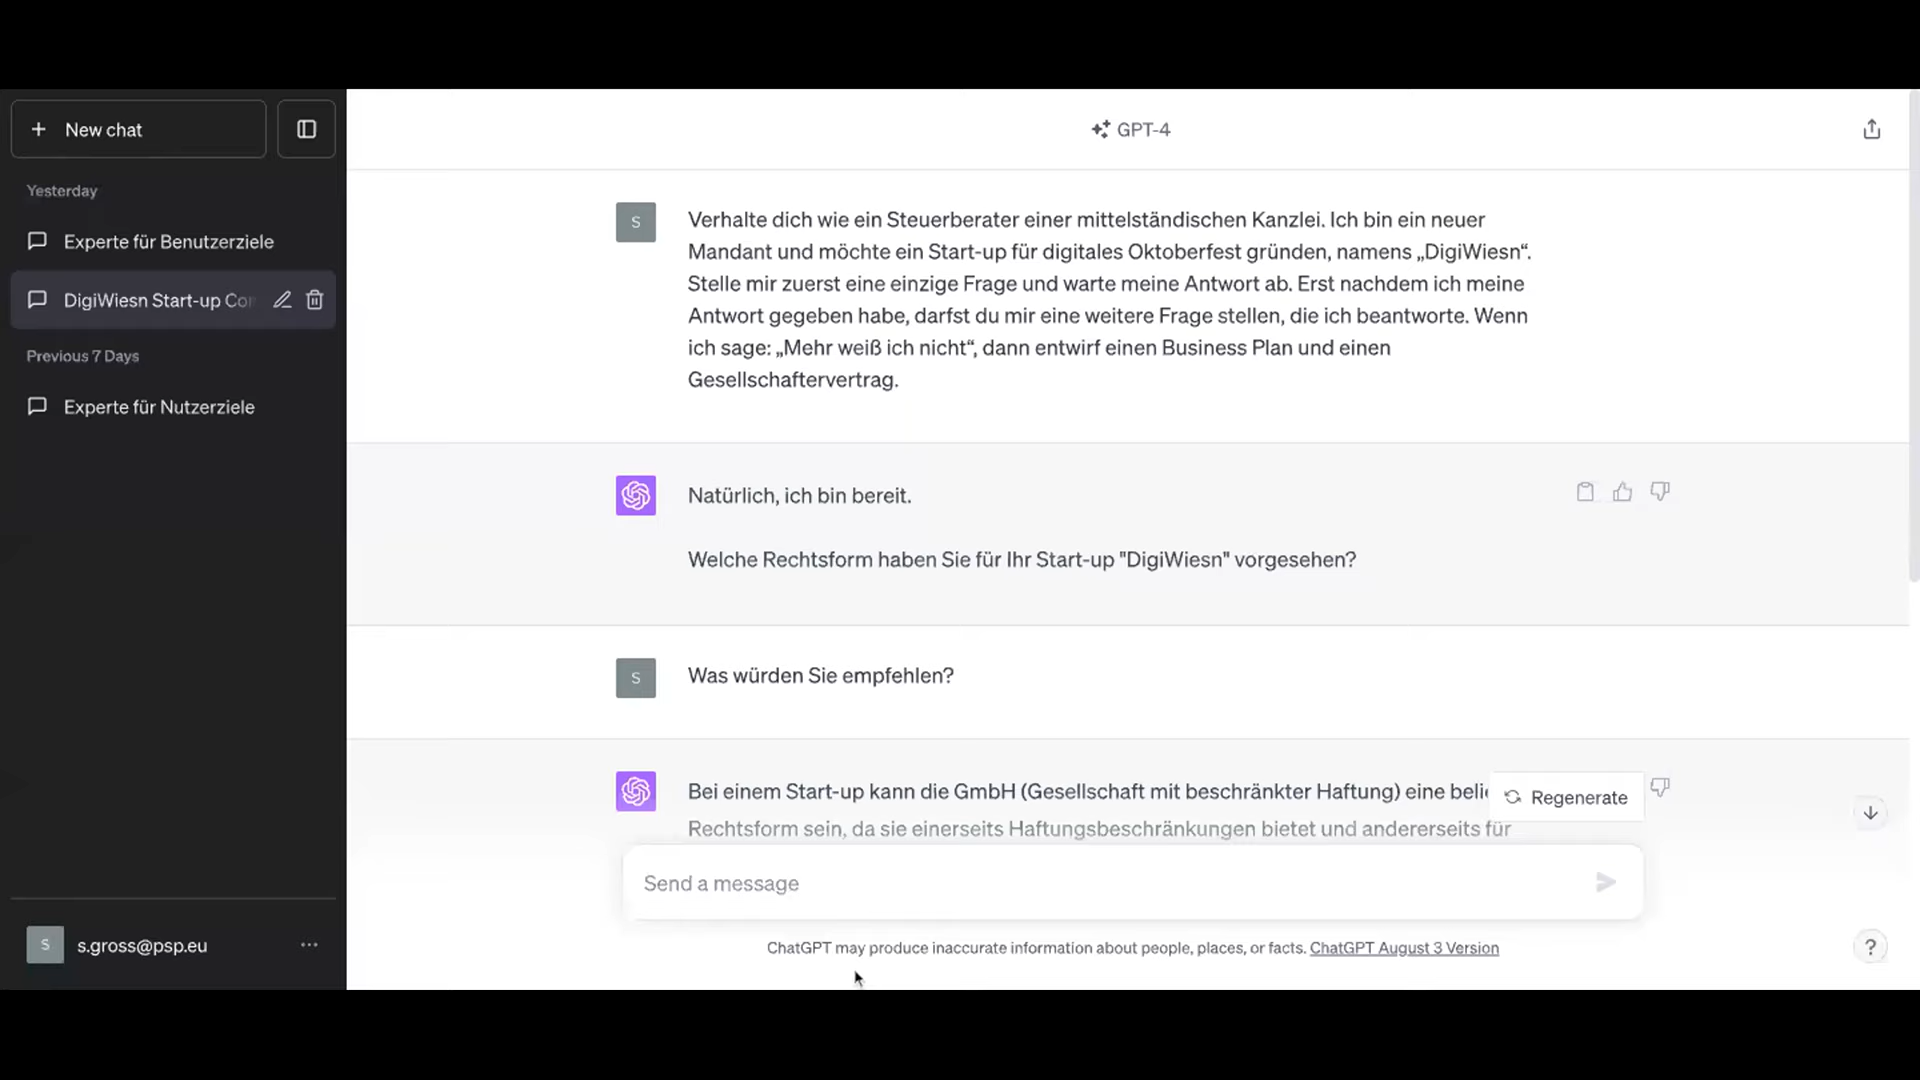 New chat
GPT-4
Yesterday
Experte für Benutzerziele
DigiWiesn Start-up Co
Previous 7 Days
Experte für Nutzerziele
S
Verhalte dich wie ein Steuerberater einer mittelständischen Kanzlei. Ich bin ein neuer
Mandant und möchte ein Start-up für digitales Oktoberfest gründen, namens „DigiWiesn“.
Stelle mir zuerst eine einzige Frage und warte meine Antwort ab. Erst nachdem ich meine
Antwort gegeben habe, darfst du mir eine weitere Frage stellen, die ich beantworte. Wenn
ich sage: „Mehr weiß ich nicht“, dann entwirf einen Business Plan und einen
Gesellschaftervertrag.
Natürlich, ich bin bereit.
Welche Rechtsform haben Sie für Ihr Start-up "DigiWiesn" vorgesehen?
S
Was würden Sie empfehlen?
Bei einem Start-up kann die GmbH (Gesellschaft mit beschränkter Haftung) eine beli
Regenerate
Rechtsform sein, da sie einerseits Haftungsbeschränkungen bietet und andererseits für
Send a message
S
s.gross@psp.eu
ChatGPT may produce inaccurate information about people, places, or facts. ChatGPT August 3 Version
?